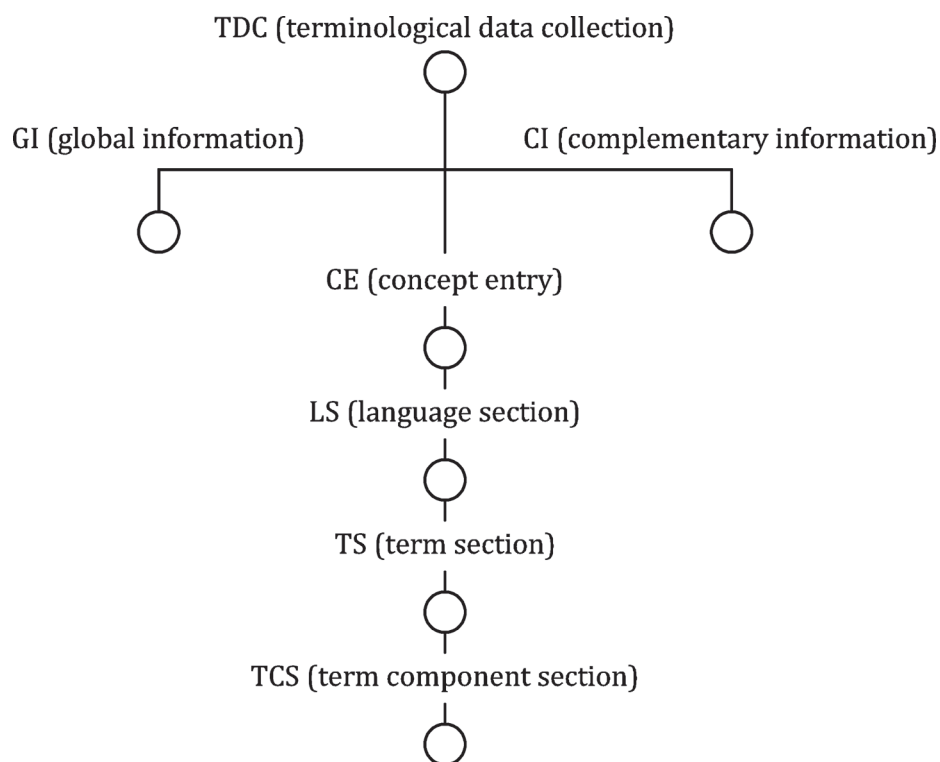 TDC (terminological data collection)
GI (global information)
CI (complementary information)
CE (concept entry)
LS (language section)
TS (term section)
TCS (term component section)